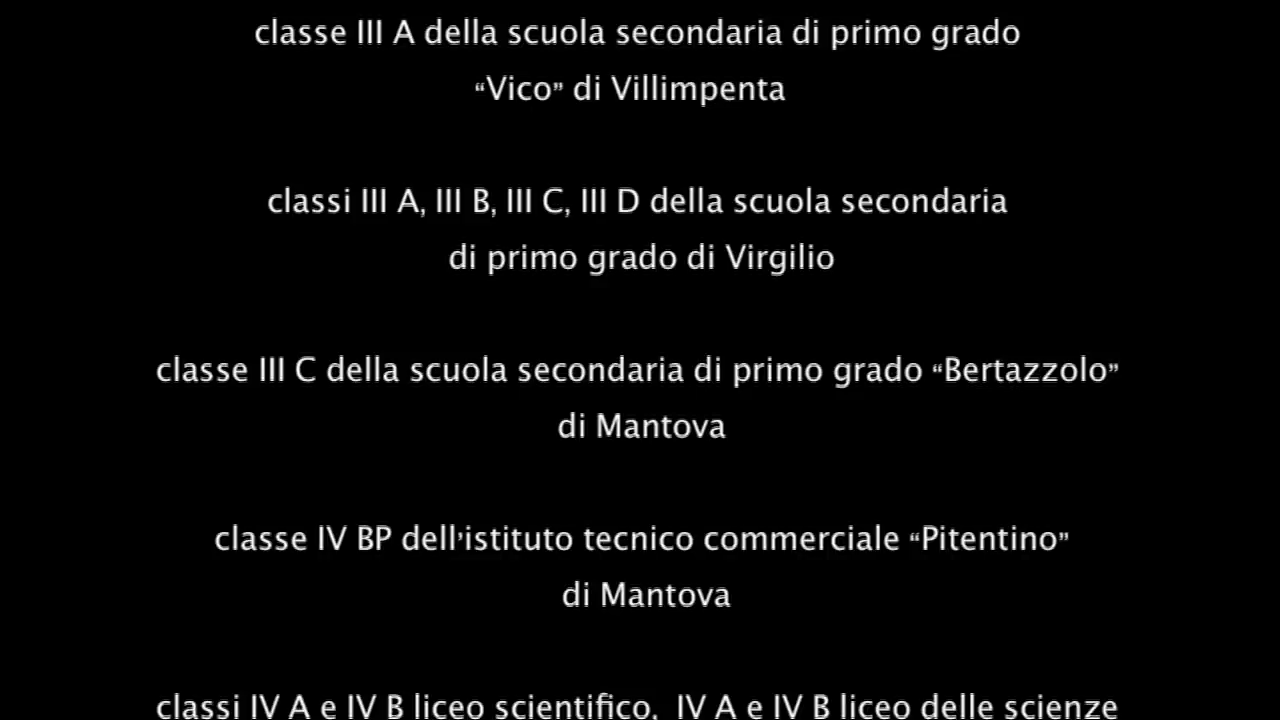 classe III A della scuola secondaria di primo grado
“Vico” di Villimpenta
classi III A, III B, III C, III D della scuola secondaria
di primo grado di Virgilio
classe III C della scuola secondaria di primo grado “Bertazzolo”
di Mantova
classe IV BP dell’istituto tecnico commerciale “Pitentino”
di Mantova
classi IV A e IV B liceo scientifico, IV A e IV B liceo delle scienze